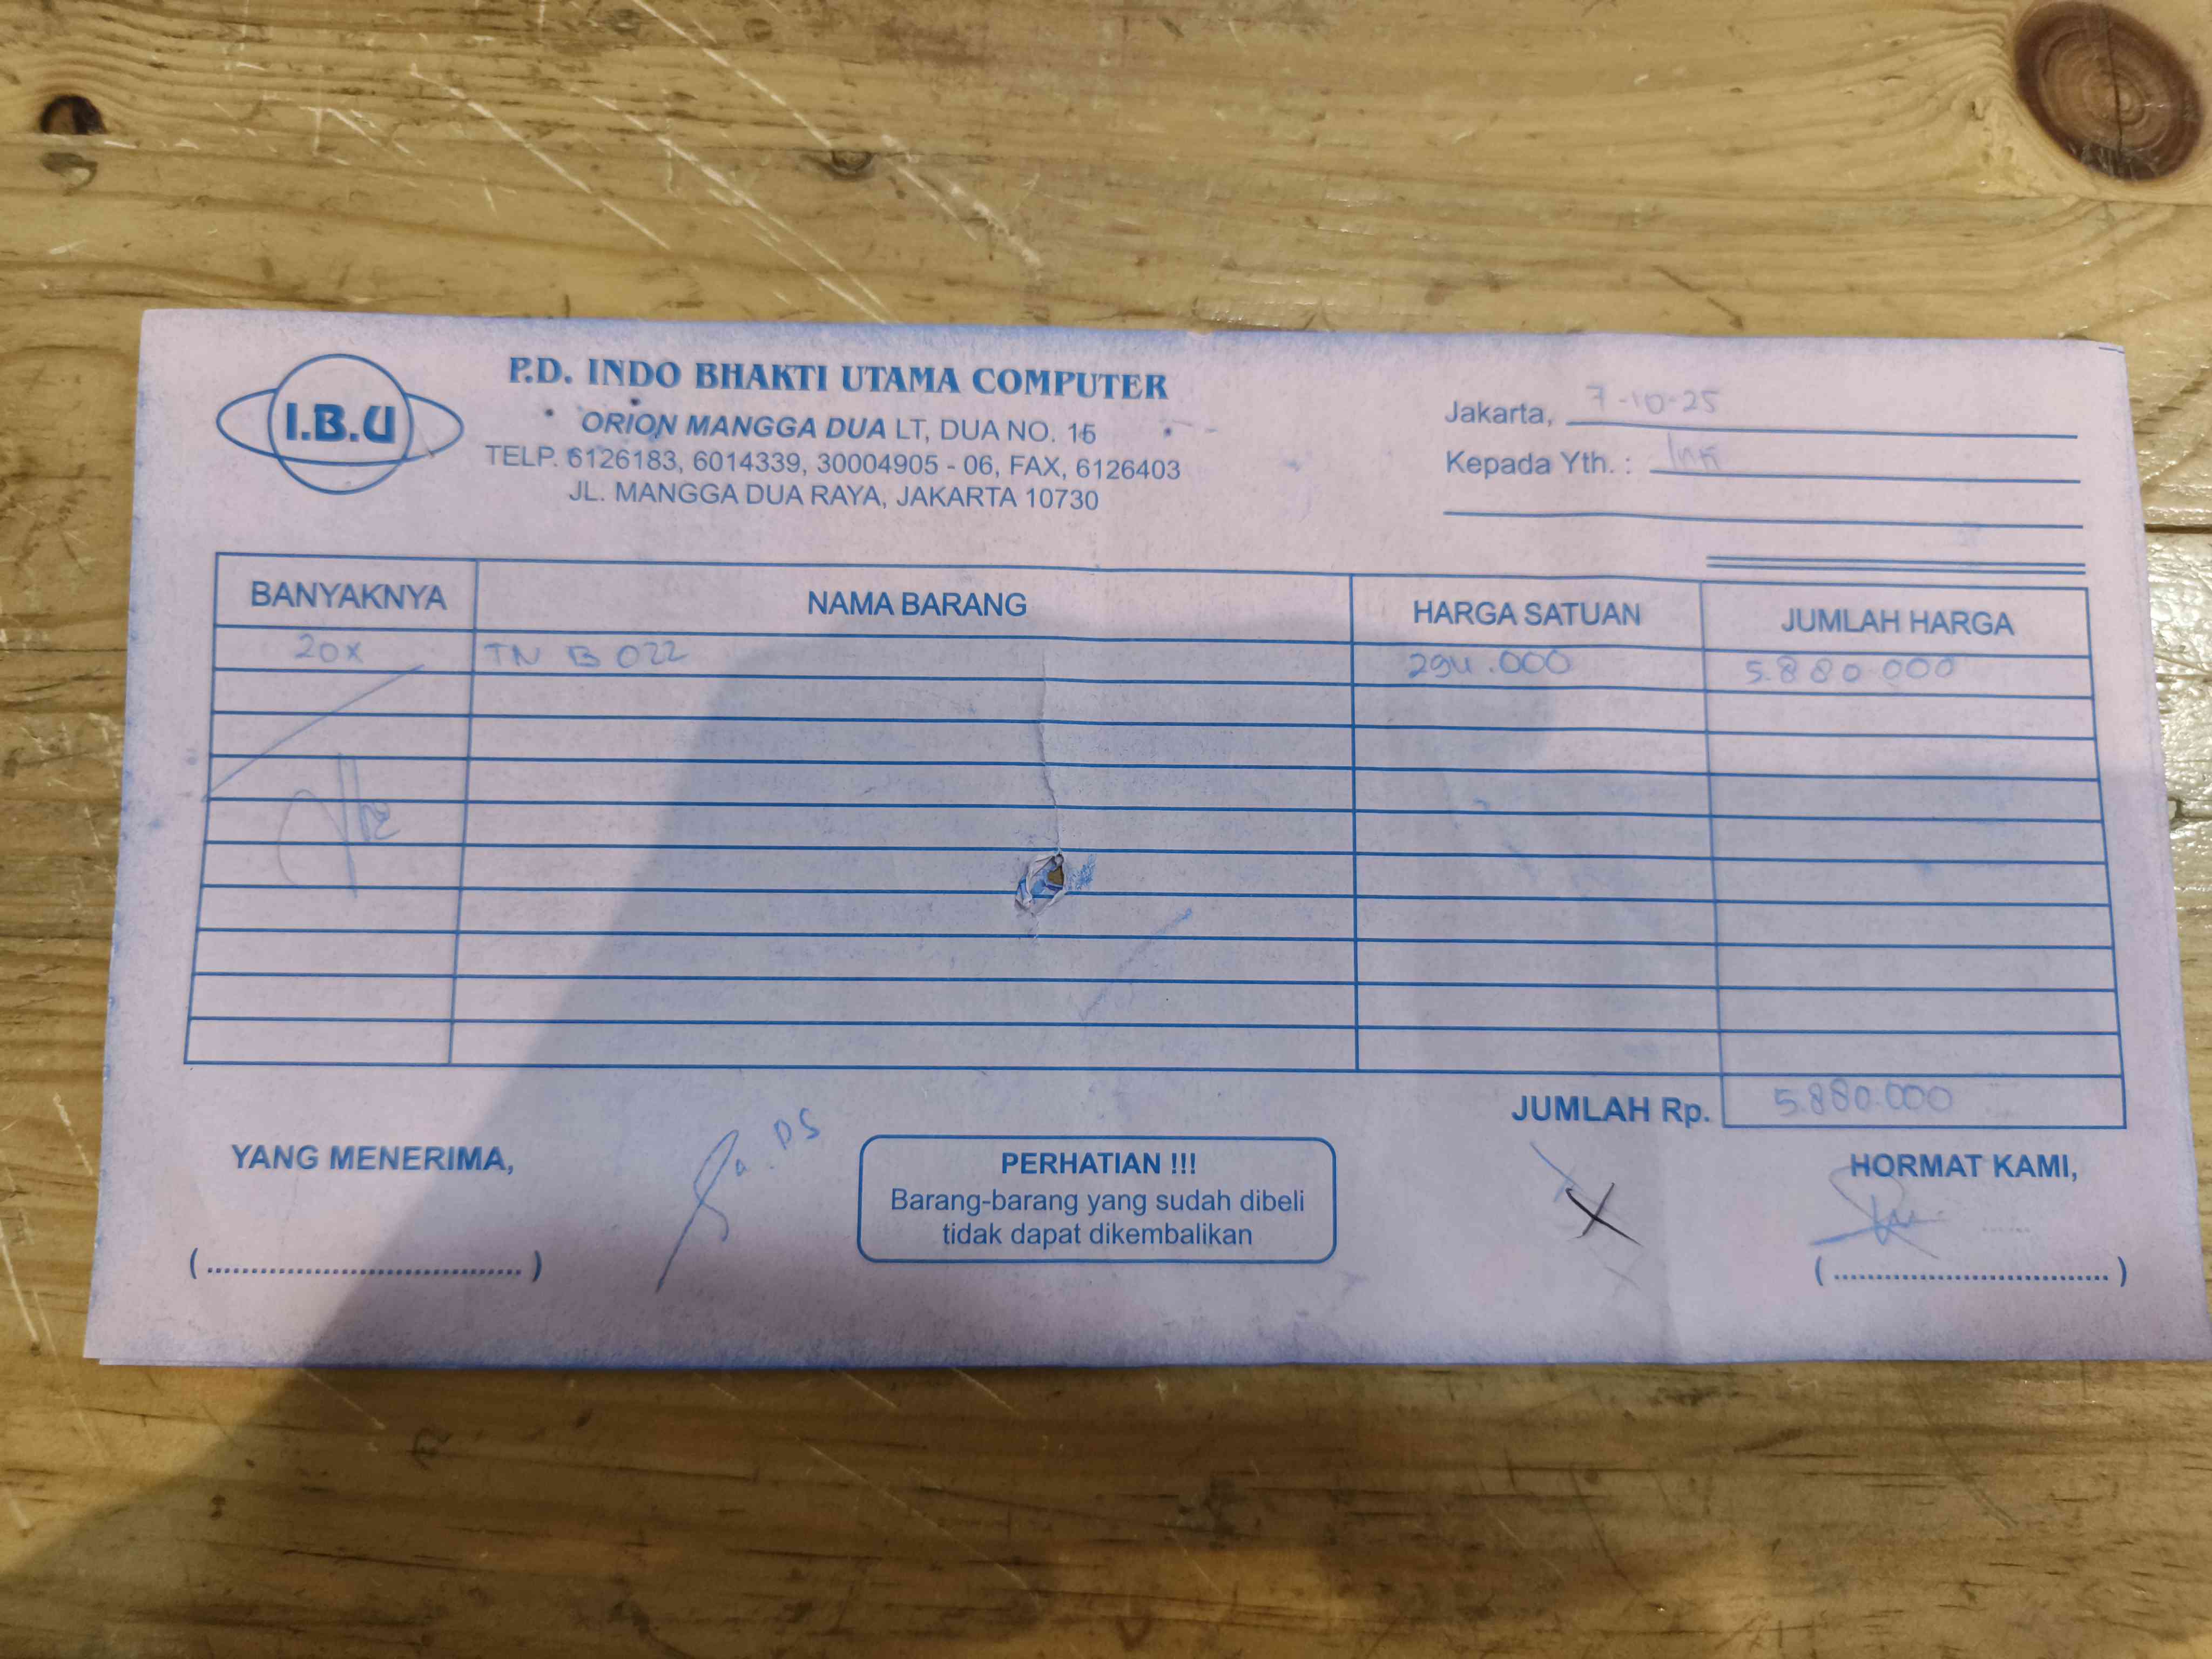 I.B.U
P.D. INDO BHAKTI UTAMA COMPUTER
ORION MANGGA DUA LT, DUA NO. 15
TELP. 6126183, 6014339, 30004905 - 06, FAX, 6126403
JL. MANGGA DUA RAYA, JAKARTA 10730
Jakarta, 7-10-25
Kepada Yth. : Ink
BANYAKNYA NAMA BARANG HARGA SATUAN JUMLAH HARGA
20x TN B 022 294.000 5.880.000
JUMLAH Rp. 5.880.000
YANG MENERIMA,
PERHATIAN !!!
Barang-barang yang sudah dibeli
tidak dapat dikembalikan
HORMAT KAMI,
(................................) (................................)